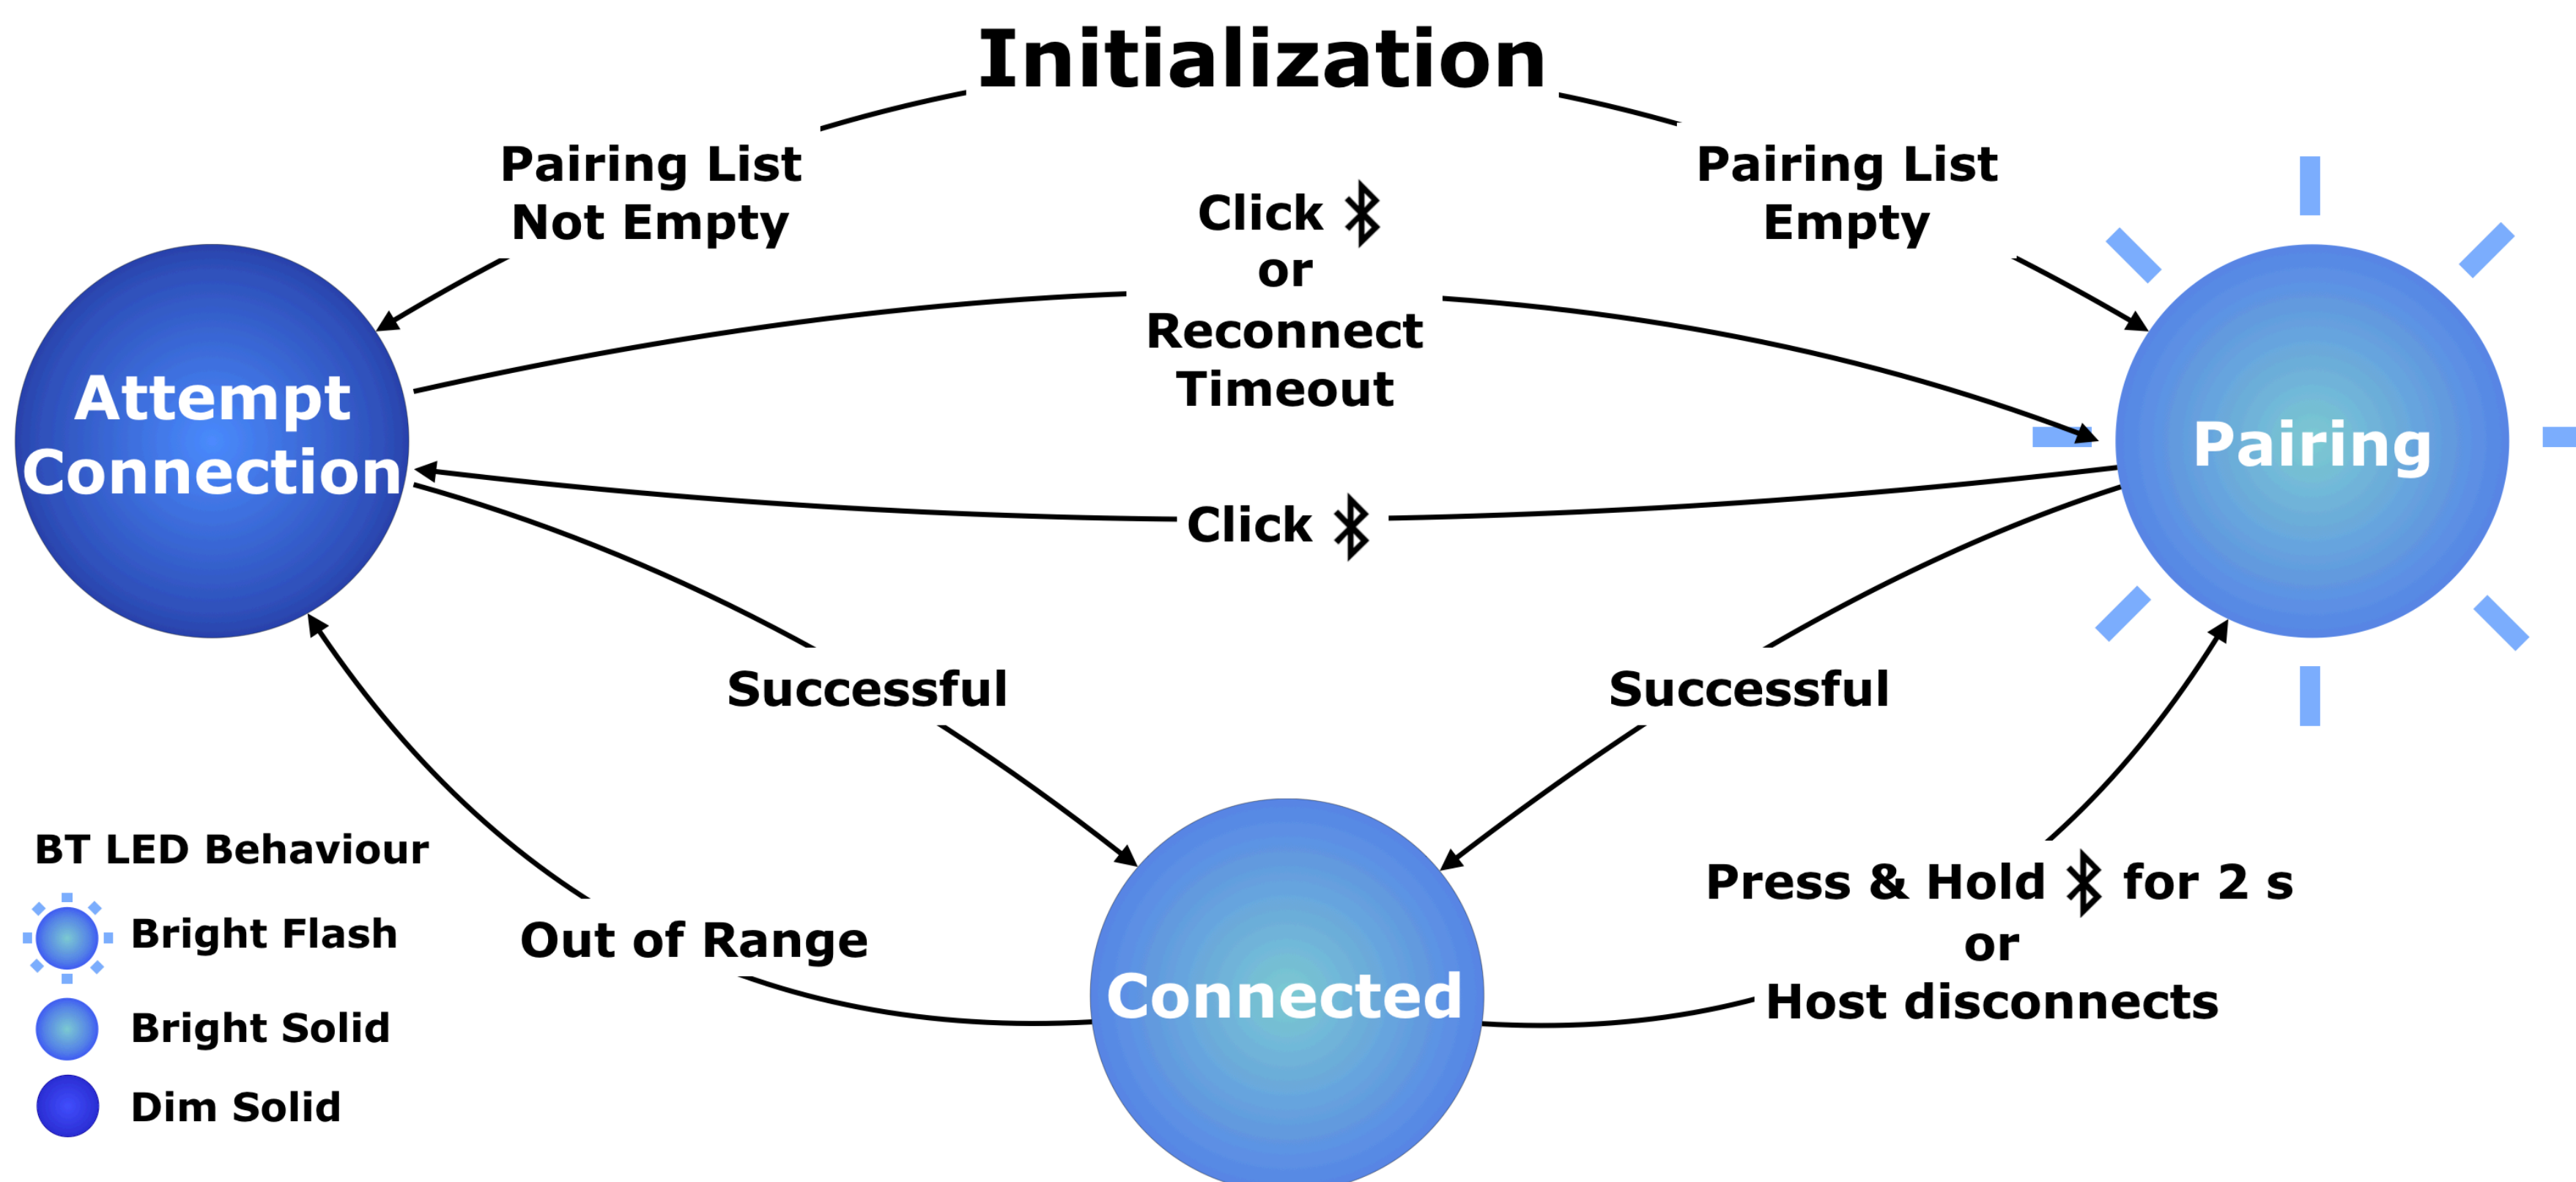 Initialization
Pairing List
Not Empty
Pairing List
Empty
Click
or
Reconnect
Timeout
Attempt
Connection
Pairing
Click
Successful
Successful
Connected
Out of Range
Press & Hold for 2 s
or
Host disconnects
BT LED Behaviour
Bright Flash
Bright Solid
Dim Solid